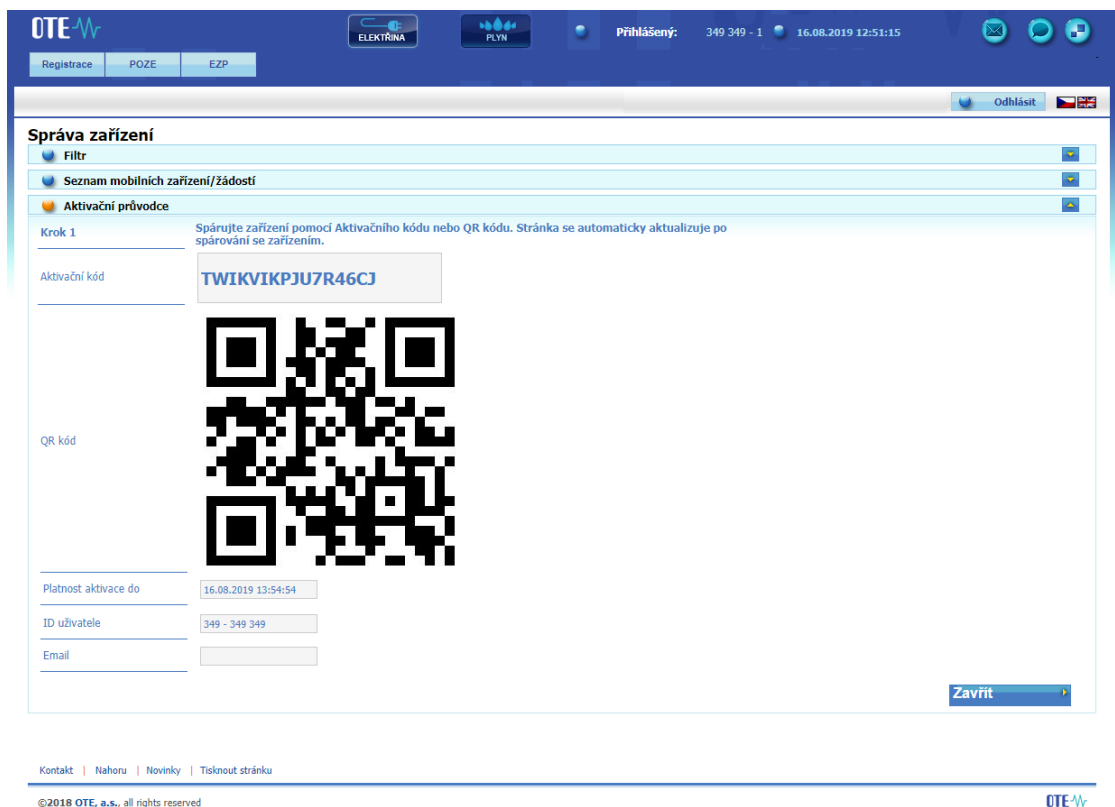 OTE
ELEKTŘINA
PLYN
Přihlášený: 349 349 - 1 16.08.2019 12:51:15
Registrace POZE EZP
Odhlásit
Správa zařízení
Filtr
Seznam mobilních zařízení/žádostí
Aktivační průvodce
Krok 1
Spárujte zařízení pomocí Aktivačního kódu nebo QR kódu. Stránka se automaticky aktualizuje po
spárování se zařízením.
Aktivační kód
TWIKVIKPJU7R46CJ
QR kód
Platnost aktivace do 16.08.2019 13:54:54
ID uživatele 349 - 349 349
Email
Zavřít
Kontakt | Nahoru | Novinky | Tisknout stránku
©2018 OTE, a.s., all rights reserved
OTE